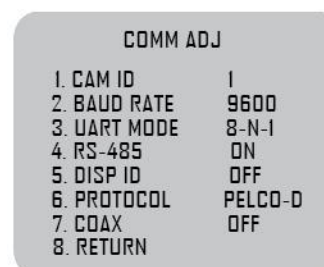 COMM ADJ
1. CAM ID 1
2. BAUD RATE 9600
3. UART MODE 8-N-1
4. RS-485 ON
5. DISP ID OFF
6. PROTOCOL PELCO-D
7. COAX OFF
8. RETURN